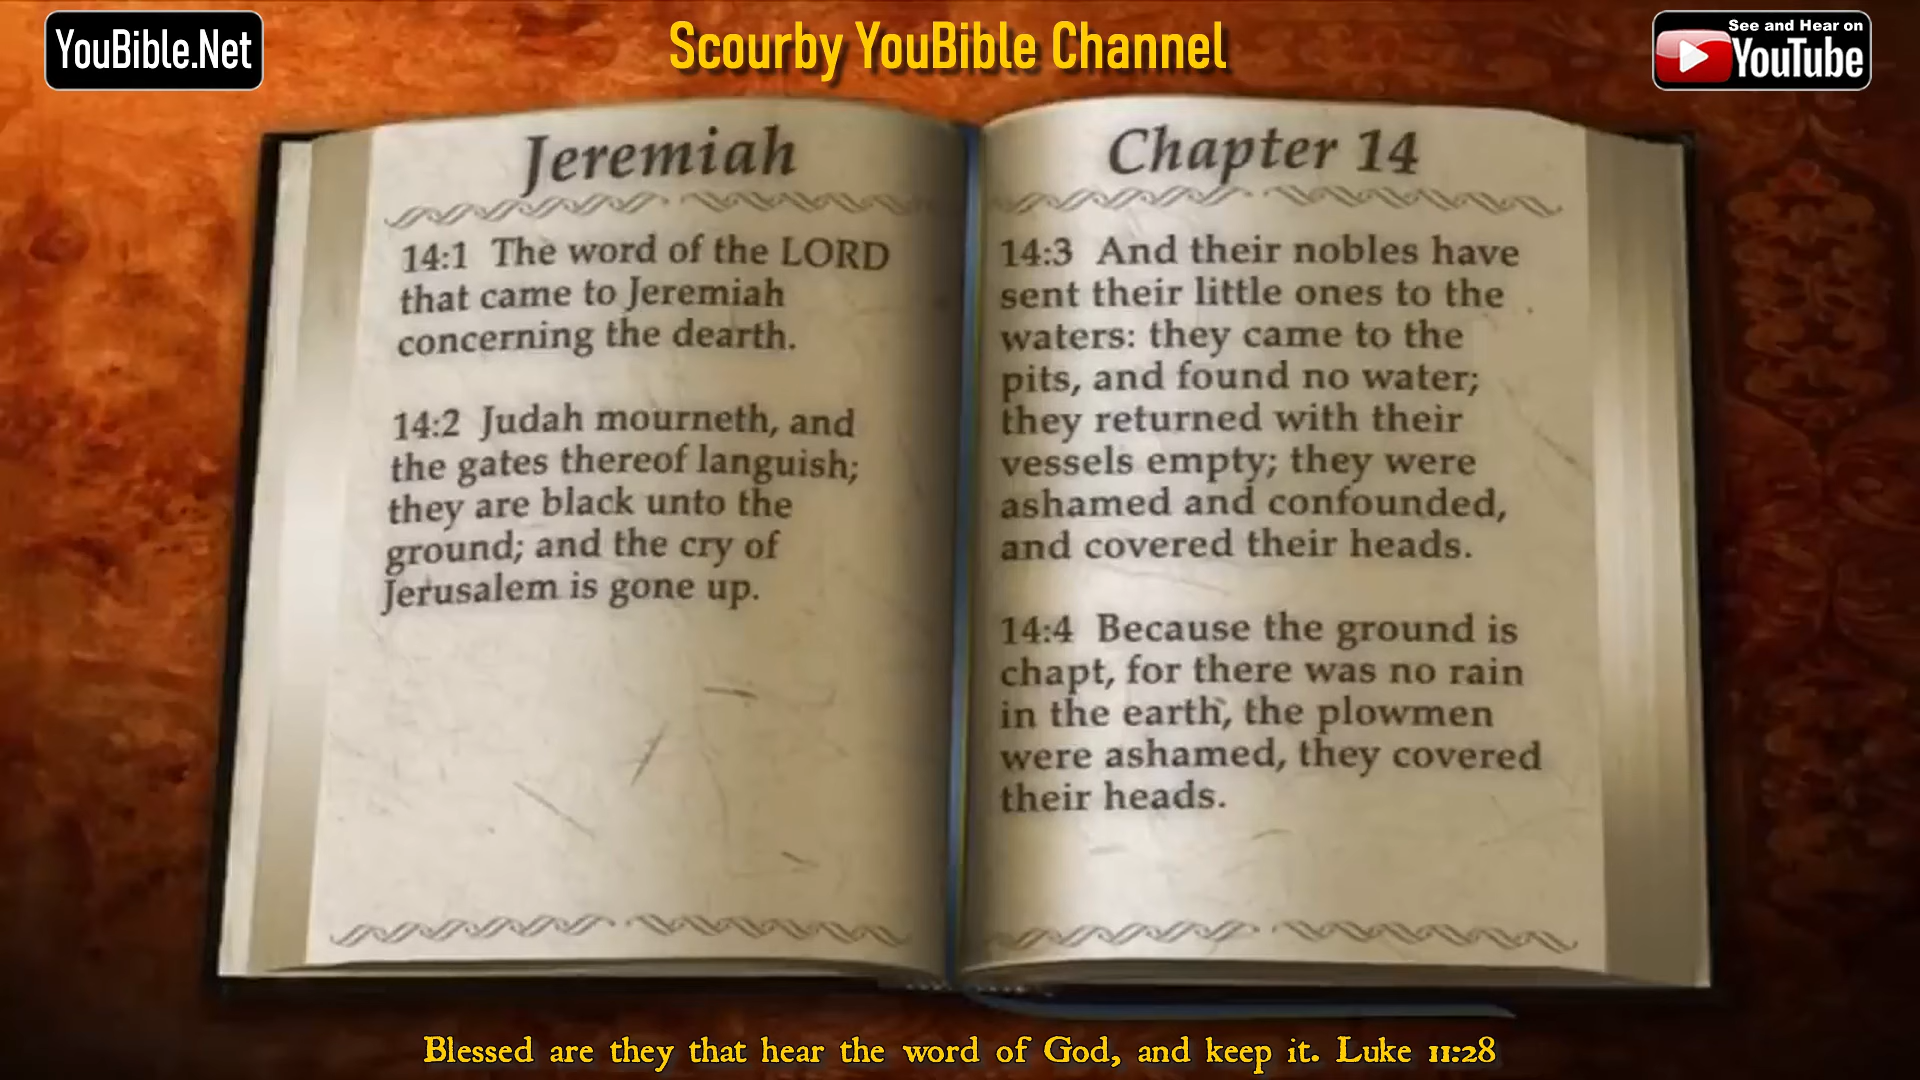 YouBible.Net
Scourby YouBible Channel
See and Hear on
YouTube
Jeremiah
14:1 The word of the LORD
that came to Jeremiah
concerning the dearth.
14:2 Judah mourneth, and
the gates thereof languish;
they are black unto the
ground; and the cry of
Jerusalem is gone up.
Chapter 14
14:3 And their nobles have
sent their little ones to the
waters: they came to the
pits, and found no water;
they returned with their
vessels empty; they were
ashamed and confounded,
and covered their heads.
14:4 Because the ground is
chapt, for there was no rain
in the earth, the plowmen
were ashamed, they covered
their heads.
Blessed are they that hear the word of God, and keep it. Luke 11:28